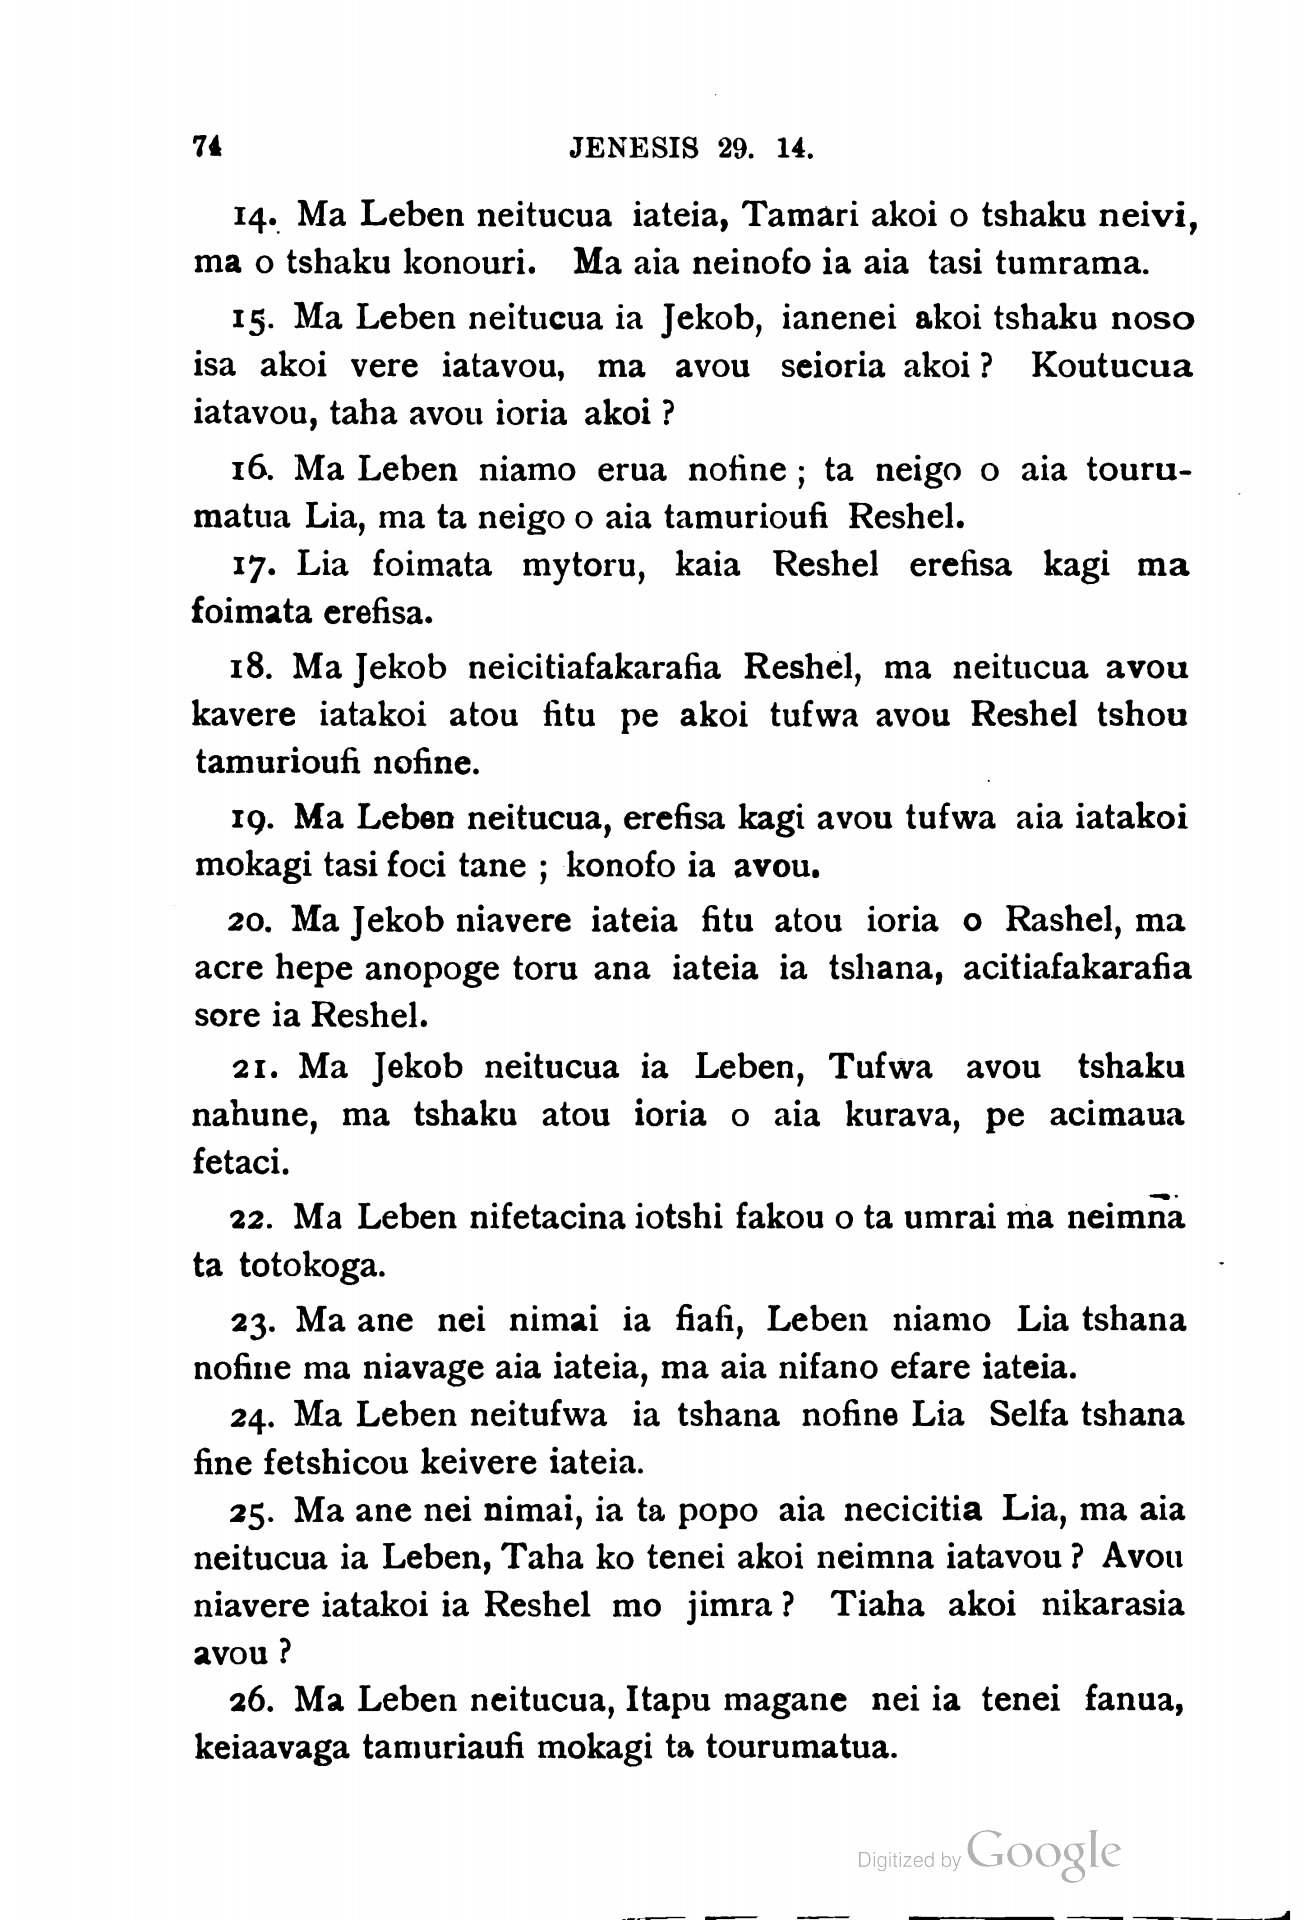 74 JENESIS 29. 14.
14. Ma Leben neitucua iateia, Tamari akoi o tshaku neivi,
ma o tshaku konouri. Ma aia neinofo ia aia tasi tumrama.
15. Ma Leben neitucua ia Jekob, ianenei akoi tshaku noso
isa akoi vere iatavou, ma avou seioria akoi ? Koutucua
iatavou, taha avou ioria akoi ?
16. Ma Leben niamo erua nofine ; ta neigo o aia touru-
matua Lia, ma ta neigo o aia tamurioufi Reshel.
17. Lia foimata mytoru, kaia Reshel erefisa kagi ma
foimata erefisa.
18. Ma Jekob neicitiafakarafia Reshel, ma neitucua avou
kavere iatakoi atou fitu pe akoi tufwa avou Reshel tshou
tamurioufi nofine.
19. Ma Leben neitucua, erefisa kagi avou tufwa aia iatakoi
mokagi tasi foci tane ; konofo ia avou.
20. Ma Jekob niavere iateia fitu atou ioria o Rashel, ma
acre hepe anopoge toru ana iateia ia tshana, acitiafakarafia
sore ia Reshel.
21. Ma Jekob neitucua ia Leben, Tufwa avou tshaku
nahune, ma tshaku atou ioria o aia kurava, pe acimaua
fetaci.
22. Ma Leben nifetacina iotshi fakou o ta umrai ma neimna
ta totokoga.
23. Ma ane nei nimai ia fiafi, Leben niamo Lia tshana
nofine ma niavage aia iateia, ma aia nifano efare iateia.
24. Ma Leben neitufwa ia tshana nofine Lia Selfa tshana
fine fetshicou keivere iateia.
25. Ma ane nei nimai, ia ta popo aia necicitia Lia, ma aia
neitucua ia Leben, Taha ko tenei akoi neimna iatavou ? Avou
niavere iatakoi ia Reshel mo jimra ? Tiaha akoi nikarasia
avou ?
26. Ma Leben neitucua, Itapu magane nei ia tenei fanua,
keiaavaga tamuriaufi mokagi ta tourumatua.
Digitized by Google